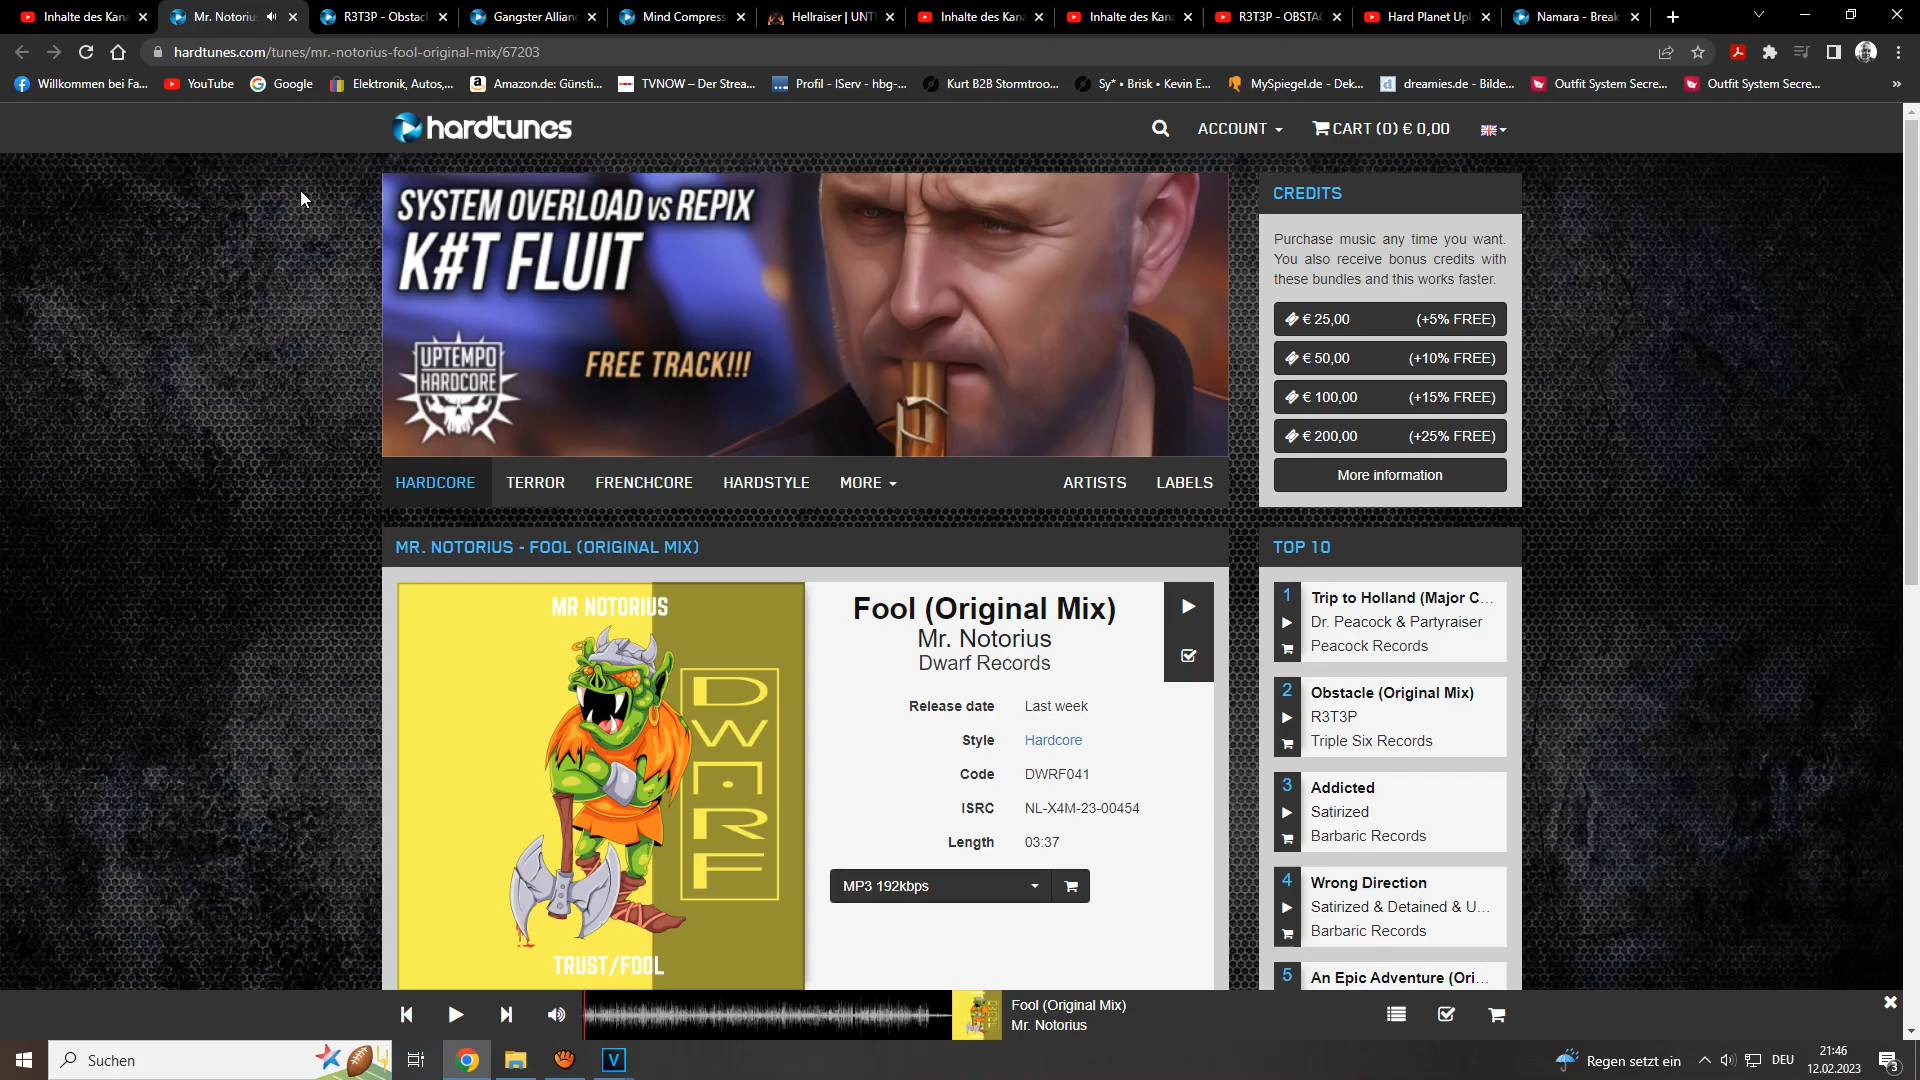 Inhalte des Kana
Mr. Notoriu
R3T3P - Obstacl
Gangster Allian
Mind Compress
Hellraiser | UNT
Inhalte des Kana
Inhalte des Kana
R3T3P - OBSTAC
Hard Planet Up
Namara - Break
hardtunes.com/tunes/mr.-notorius-fool-original-mix/67203
Willkommen bei Fa...
YouTube
Google
Elektronik, Autos,...
Amazon.de: Günsti...
TVNOW – Der Strea...
Profil - IServ - hbg-...
Kurt B2B Stormtroo...
Sy* • Brisk • Kevin E...
MySpiegel.de - Dek...
dreamies.de - Bilde...
Outfit System Secre...
Outfit System Secre...
»
hardtunes
ACCOUNT
CART (0) € 0,00
SYSTEM OVERLOAD VS REPIX
K#T FLUIT
FREE TRACK!!!
UPTEMPO
HARDCORE
CREDITS
Purchase music any time you want.
You also receive bonus credits with
these bundles and this works faster.
€ 25,00 (+5% FREE)
€ 50,00 (+10% FREE)
€ 100,00 (+15% FREE)
€ 200,00 (+25% FREE)
More information
HARDCORE
TERROR
FRENCHCORE
HARDSTYLE
MORE
ARTISTS
LABELS
MR. NOTORIUS - FOOL (ORIGINAL MIX)
MR NOTORIUS
DWARF
TRUST/FOOL
Fool (Original Mix)
Mr. Notorius
Dwarf Records
Release date Last week
Style Hardcore
Code DWRF041
ISRC NL-X4M-23-00454
Length 03:37
MP3 192kbps
TOP 10
1 Trip to Holland (Major C...
Dr. Peacock & Partyraiser
Peacock Records
2 Obstacle (Original Mix)
R3T3P
Triple Six Records
3 Addicted
Satirized
Barbaric Records
4 Wrong Direction
Satirized & Detained & U...
Barbaric Records
5 An Epic Adventure (Ori...
Fool (Original Mix)
Mr. Notorius
Suchen
V
Regen setzt ein
DEU
21:46
12.02.2023
3